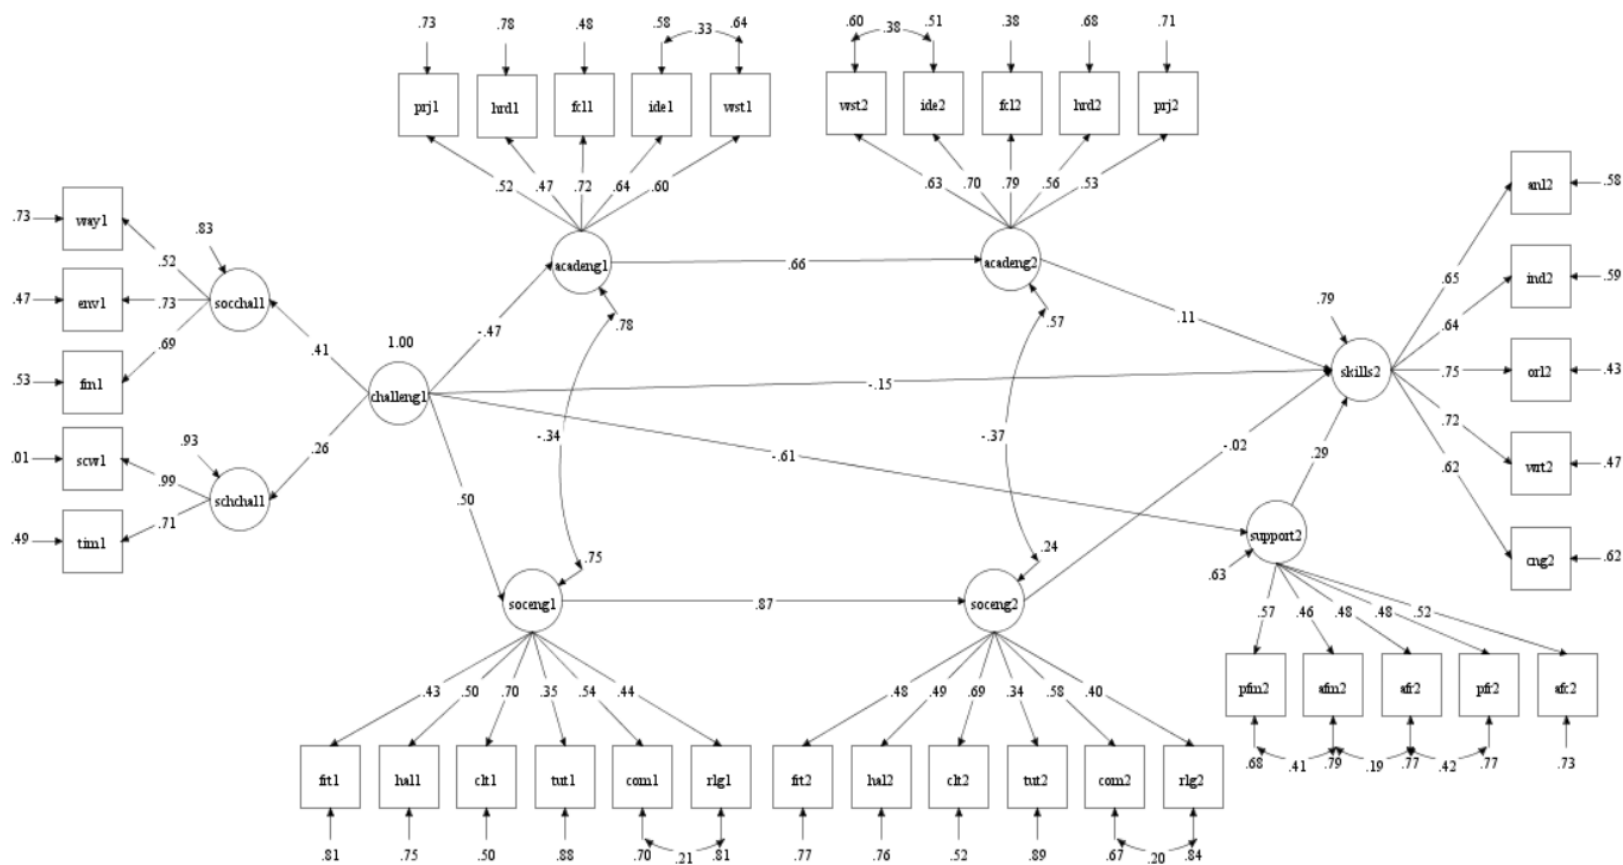 .73 .78 .48 .58 .33 .64 .60 .38 .51 .38 .68 .71
prj1 hrd1 fcl1 ide1 wst1 wst2 ide2 fcl2 hrd2 prj2
.52 .47 .72 .64 .60 .63 .70 .79 .56 .53
anl2 .58
.73 way1 .83
.52
.65
acadeng1 .66 acadeng2
ind2 .59
.47 env1 .73 socchal1
.79
.64
.78 .57 .11
-.47
.69 .41 1.00
.53 fin1 challeng1 -.15 skills2 .75 orl2 .43
.72
.01 scw1 .93 .26 -.34 -.37 -.02
-.61 .29 .62 wrt2 .47
.99
schchal1 .50
.71
.49 tim1 support2
.75 .24 cng2 .62
.63
soceng1 .87 soceng2
.57 .46 .48 .48 .52
.43 .50 .70 .35 .54 .44 .48 .49 .69 .34 .58 .40
pfm2 afm2 afr2 pfr2 afc2
.68 .41 .79 .19 .77 .42 .77 .73
fit1 hal1 clt1 tut1 com1 rlg1 fit2 hal2 clt2 tut2 com2 rlg2
.81 .75 .50 .88 .70 .21 .81 .77 .76 .52 .89 .67 .20 .84